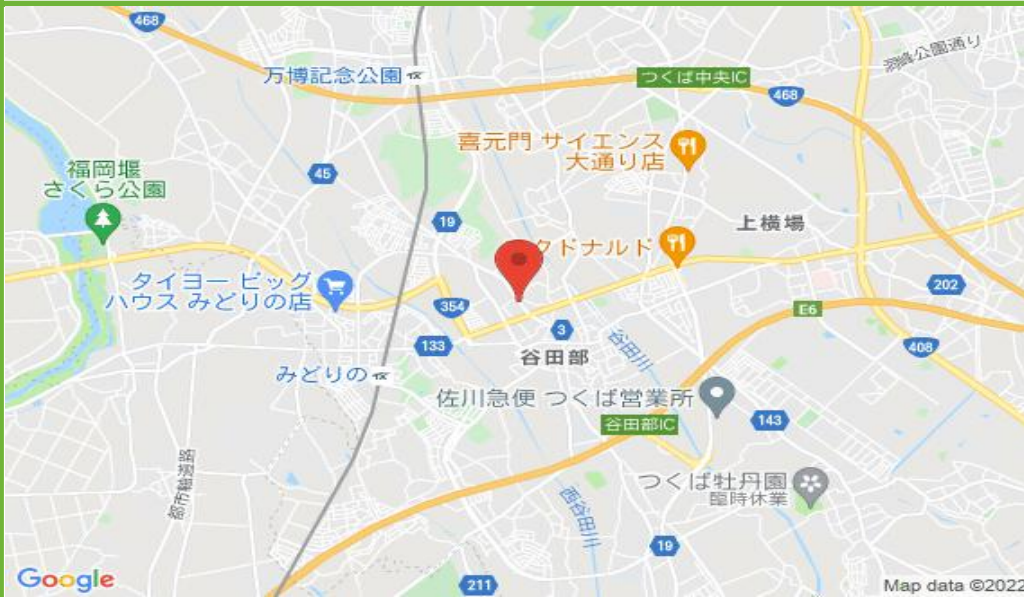 468
万博記念公園
つくば中央IC
洞峰公園通り
468
喜元門 サイエンス
大通り店
45
福岡堰
さくら公園
19
上横場
クドナルド
タイヨー ビッグ
ハウス みどりの店
202
354
E6
3
133
谷田部
谷田川
408
みどりの
佐川急便 つくば営業所
谷田部IC
143
都市軸道路
つくば牡丹園
臨時休業
西谷田川
19
Google
211
Map data ©2022